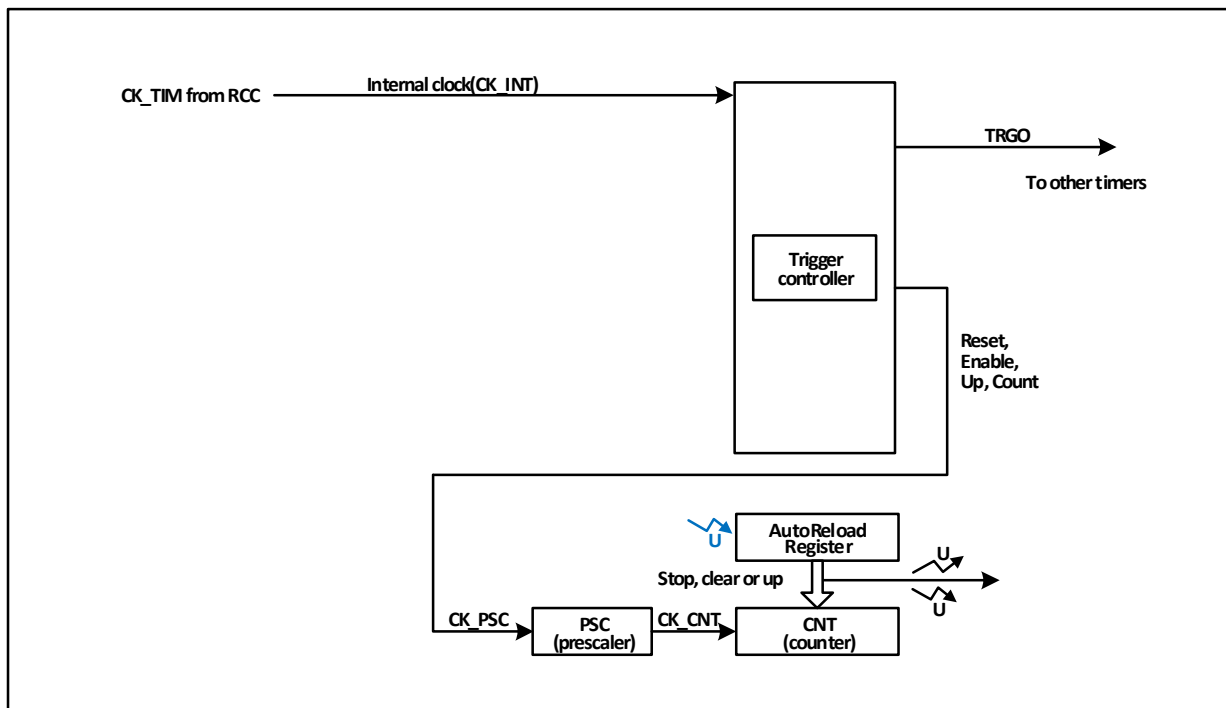 CK_TIM from RCC
Internal clock(CK_INT)
TRGO
To other timers
Trigger
controller
Reset,
Enable,
Up, Count
U
AutoReload
Register
Stop, clear or up
U
U
CK_PSC
PSC
(prescaler)
CK_CNT
CNT
(counter)